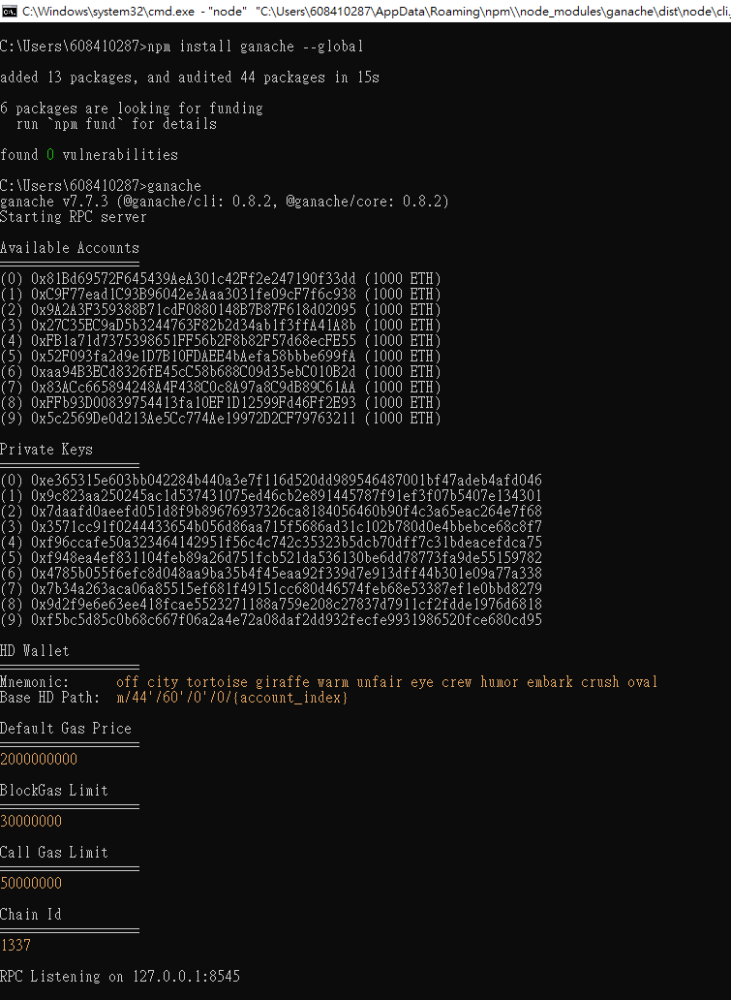 C:\Windows\system32\cmd.exe - "node" "C:\Users\608410287\AppData\Roaming\npm\\node_modules\ganache\dist\node\cli.
C:\Users\608410287>npm install ganache --global
added 13 packages, and audited 44 packages in 15s
6 packages are looking for funding
run `npm fund` for details
found 0 vulnerabilities
C:\Users\608410287>ganache
ganache v7.7.3 (@ganache/cli: 0.8.2, @ganache/core: 0.8.2)
Starting RPC server
Available Accounts
==================
(0) 0x81Bd69572F645439AeA301c42Ff2e247190f33dd (1000 ETH)
(1) 0xC9F77ead1C93B96042e3Aaa3031fe09cF7f6c938 (1000 ETH)
(2) 0x9A2A3F359388B71cdF0880148B7B87F618d02095 (1000 ETH)
(3) 0x27C35EC9aD5b3244763F82b2d34ab1f3ffA41A8b (1000 ETH)
(4) 0xFB1a71d7375398651FF56b2F8b82F57d68ecFE55 (1000 ETH)
(5) 0x52F093fa2d9e1D7B10FDAEE4bAefa58bbbe699fA (1000 ETH)
(6) 0xaa94B3ECd8326fE45cC58b688C09d35ebC010B2d (1000 ETH)
(7) 0x83ACc665894248A4F438C0c8A97a8C9dB89C61AA (1000 ETH)
(8) 0xFFb93D00839754413fa10EF1D12599Fd46Ff2E93 (1000 ETH)
(9) 0x5c2569De0d213Ae5Cc774Ae19972D2CF79763211 (1000 ETH)
Private Keys
==================
(0) 0xe365315e603bb042284b440a3e7f116d520dd989546487001bf47adeb4afd046
(1) 0x9c823aa250245ac1d537431075ed46cb2e891445787f91ef3f07b5407e134301
(2) 0x7daafd0aeefd051d8f9b89676937326ca8184056460b90f4c3a65eac264e7f68
(3) 0x3571cc91f0244433654b056d86aa715f5686ad31c102b780d0e4bbebce68c8f7
(4) 0xf96ccafe50a323464142951f56c4c742c35323b5dcb70dff7c31bdeacefdca75
(5) 0xf948ea4ef831104feb89a26d751fcb521da536130be6dd78773fa9de55159782
(6) 0x4785b055f6efc8d048aa9ba35b4f45eaa92f339d7e913dff44b301e09a77a338
(7) 0x7b34a263aca06a85515ef681f49151cc680d46574feb68e53387ef1e0bbd8279
(8) 0x9d2f9e6e63ee418fcae5523271188a759e208c27837d7911cf2fdde1976d6818
(9) 0xf5bc5d85c0b68c667f06a2a4e72a08daf2dd932fecfe9931986520fce680cd95
HD Wallet
==================
Mnemonic: off city tortoise giraffe warm unfair eye crew humor embark crush oval
Base HD Path: m/44'/60'/0'/0/{account_index}
Default Gas Price
==================
2000000000
BlockGas Limit
==================
30000000
Call Gas Limit
==================
50000000
Chain Id
==================
1337
RPC Listening on 127.0.0.1:8545